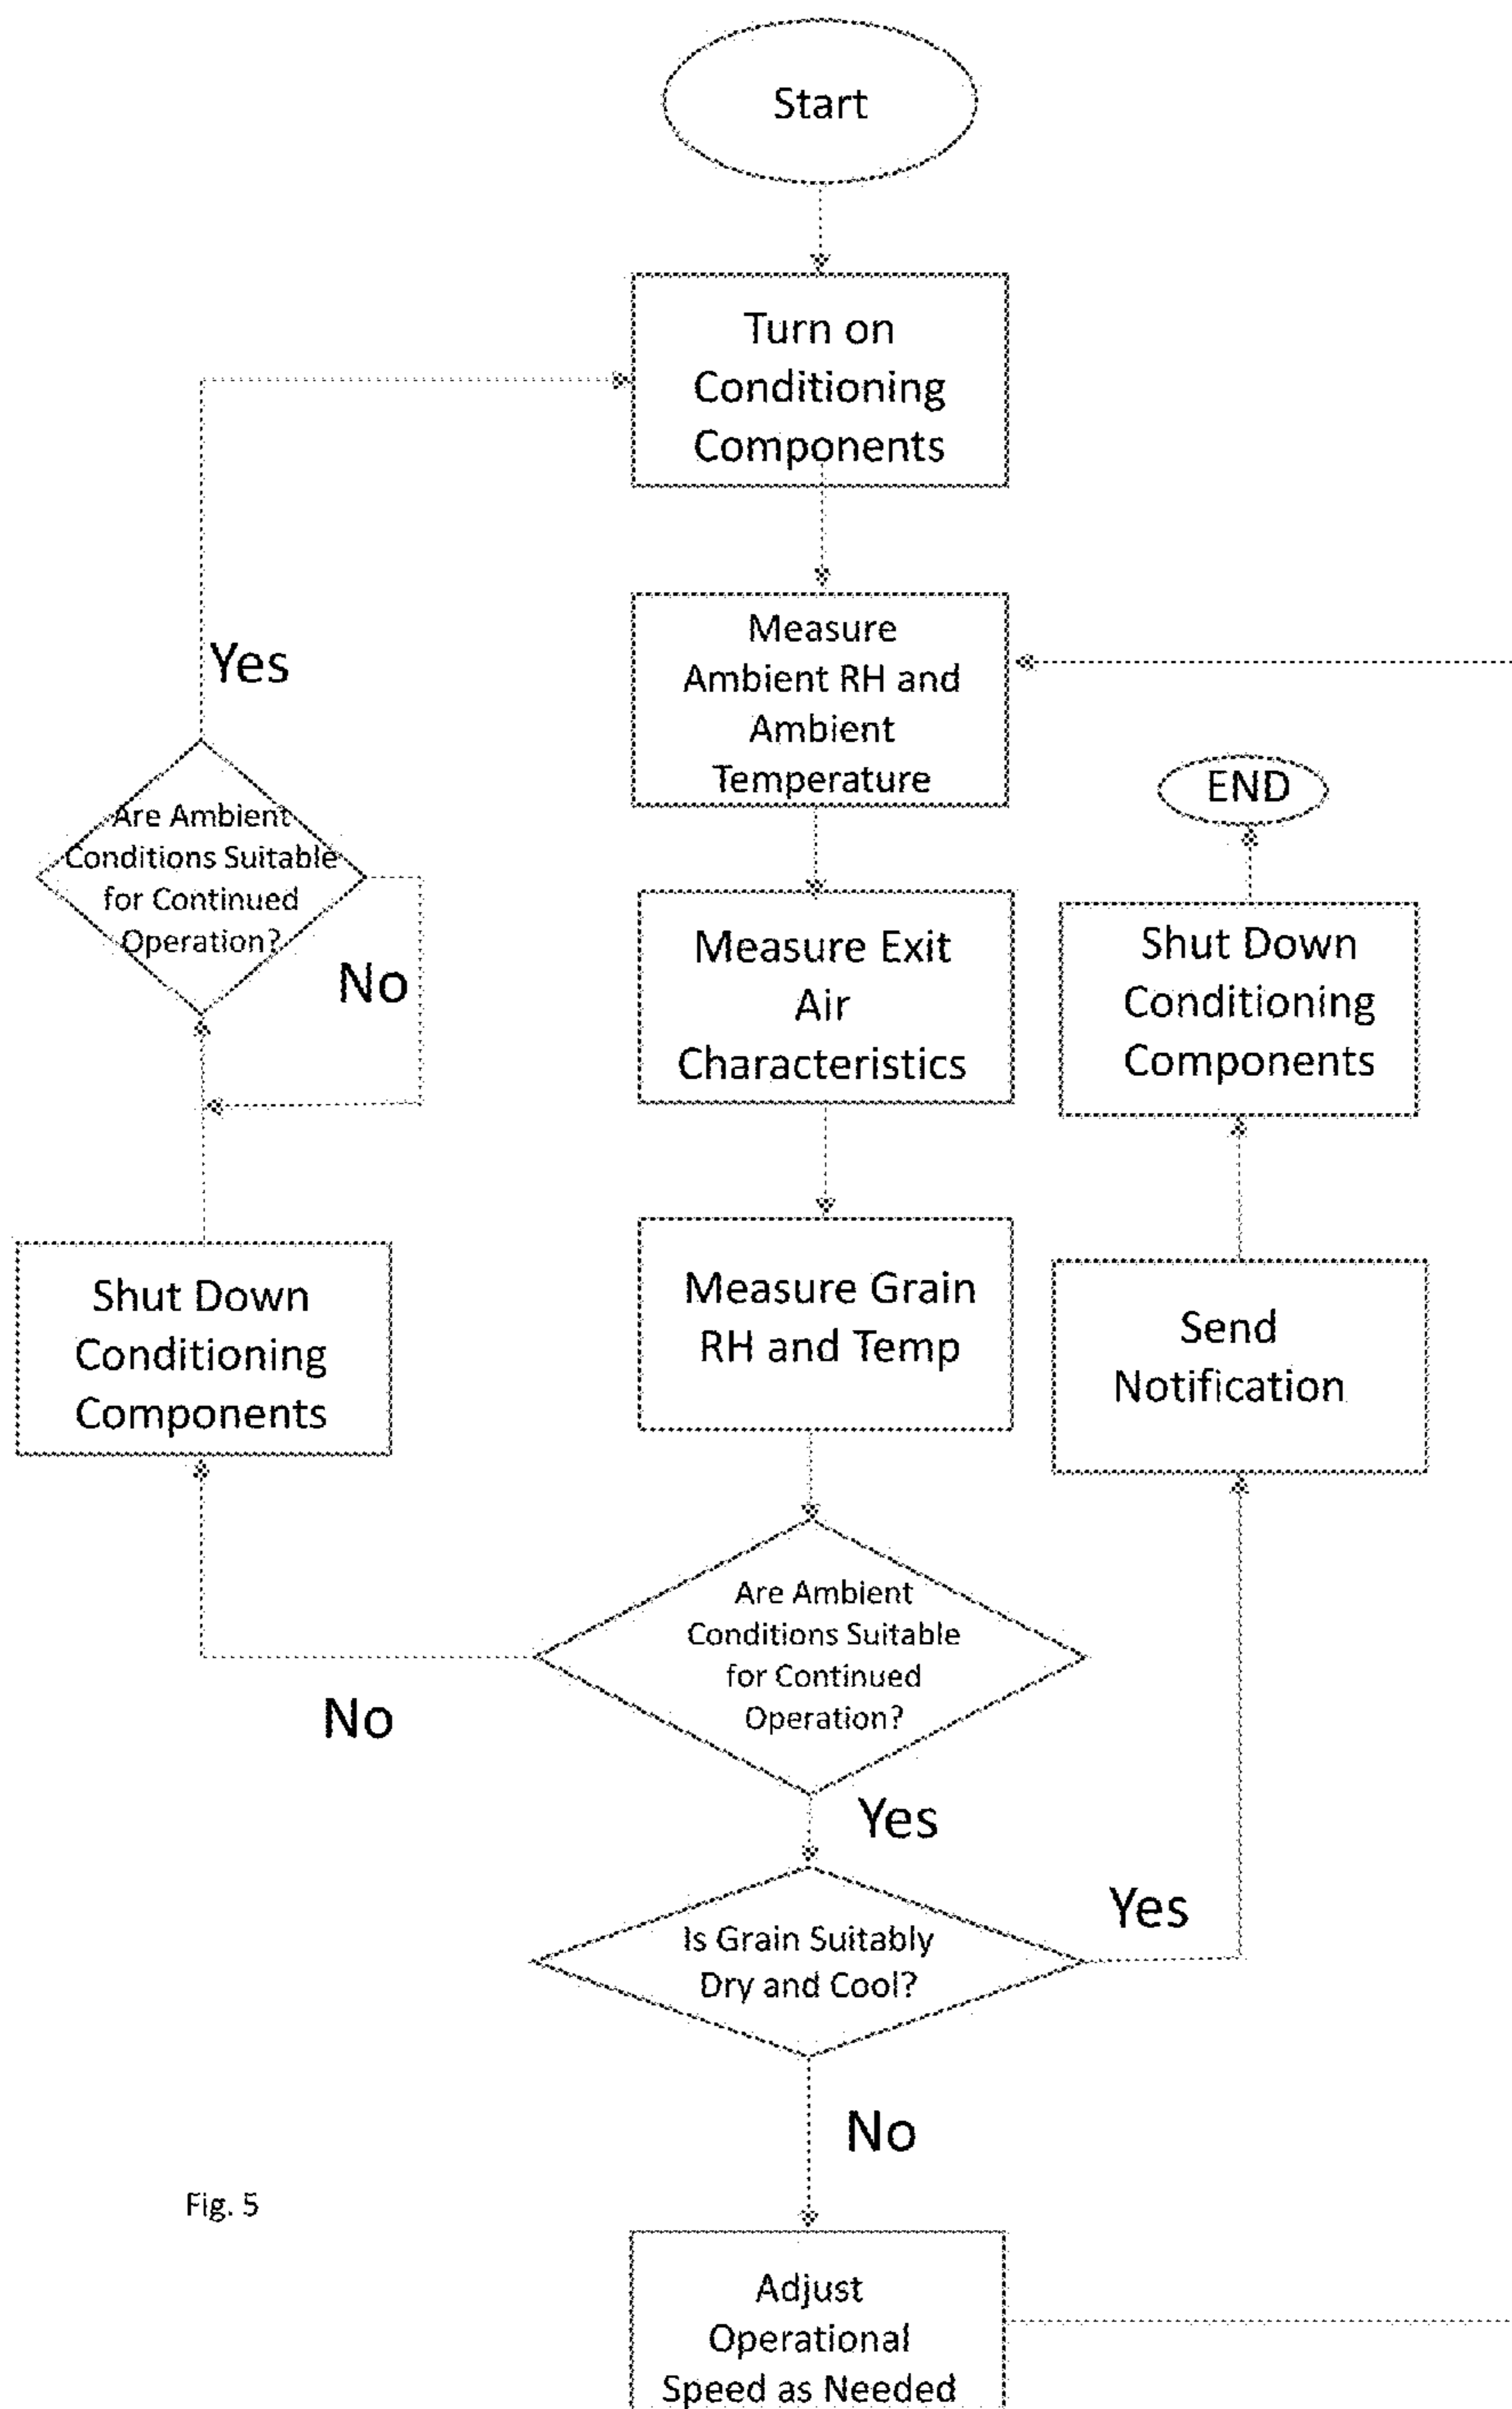 Start
Turn on
Conditioning
Components
Measure
Ambient RH and
Ambient
Temperature
Yes
END
Are Ambient
Conditions Suitable
for Continued
Operation?
No
Measure Exit
Air
Characteristics
Shut Down
Conditioning
Components
Measure Grain
RH and Temp
Shut Down
Conditioning
Components
Send
Notification
Are Ambient
Conditions Suitable
for Continued
Operation?
No
Yes
Is Grain Suitably
Dry and Cool?
Yes
No
Fig. 5
Adjust
Operational
Speed as Needed